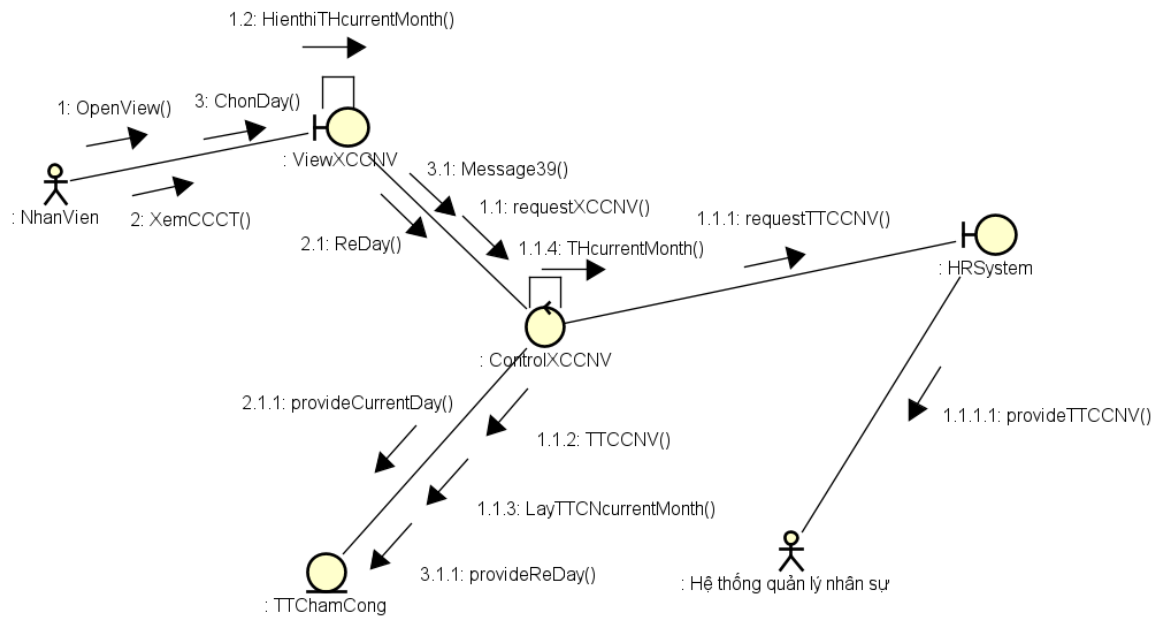 1.2: HienthiTHcurrentMonth()
1: OpenView()
3: ChonDay()
: ViewXCCNV
3.1: Message39()
: NhanVien
2: XemCCCT()
1.1: requestXCCNV()
1.1.1: requestTTCCNV()
2.1: ReDay()
1.1.4: THcurrentMonth()
: HRSystem
: ControlXCCNV
2.1.1: provideCurrentDay()
1.1.1.1: provideTTCCNV()
1.1.2: TTCCNV()
1.1.3: LayTTCNcurrentMonth()
3.1.1: provideReDay()
: Hệ thống quản lý nhân sự
: TTChamCong